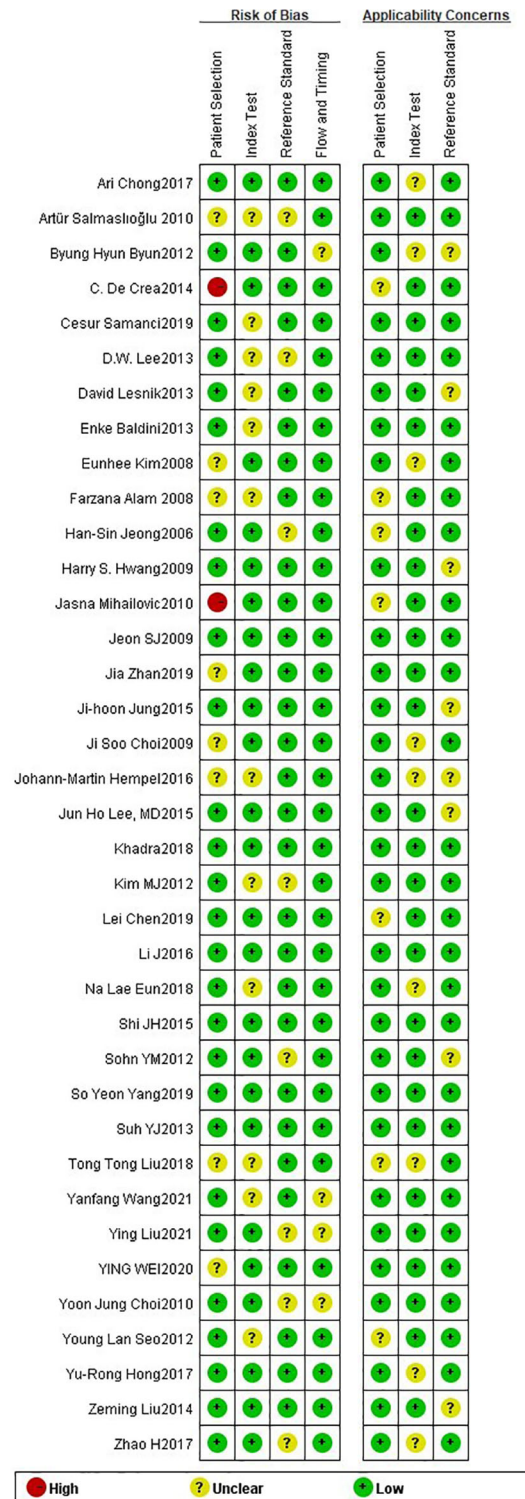 Risk of Bias
Applicability Concerns
Patient Selection
Index Test
Reference Standard
Flow and Timing
Patient Selection
Index Test
Reference Standard
Ari Chong2017 + + + + + ? +
Artür Salmaslıoğlu 2010 ? ? ? + + + +
Byung Hyun Byun2012 + + + ? + ? ?
C. De Crea2014 - + + + ? + +
Cesur Samanci2019 + ? + + + + +
D.W. Lee2013 + ? ? + + + +
David Lesnik2013 + ? + + + + ?
Enke Baldini2013 + ? + + + + +
Eunhee Kim2008 ? + + + + ? +
Farzana Alam 2008 ? ? + + ? + +
Han-Sin Jeong2006 + + ? + ? + +
Harry S. Hwang2009 + + + + + + ?
Jasna Mihailovic2010 - + + + ? + +
Jeon SJ2009 + + + + + + +
Jia Zhan2019 ? + + + + + +
Ji-hoon Jung2015 + + + + + + ?
Ji Soo Choi2009 ? + + + + ? +
Johann-Martin Hempel2016 ? ? + + + ? ?
Jun Ho Lee, MD2015 + + + + + + ?
Khadra2018 + + + + + + +
Kim MJ2012 + ? ? + + + +
Lei Chen2019 + + + + ? + +
Li J2016 + + + + + + +
Na Lae Eun2018 + ? + + + ? +
Shi JH2015 + + + + + + +
Sohn YM2012 + + ? + + + ?
So Yeon Yang2019 + + + + + + +
Suh YJ2013 + + + + + + +
Tong Tong Liu2018 ? ? + + ? ? +
Yanfang Wang2021 + ? + ? + + +
Ying Liu2021 + + ? ? + + +
YING WEI2020 ? + + + + + +
Yoon Jung Choi2010 + + ? ? + + +
Young Lan Seo2012 + ? + + ? + +
Yu-Rong Hong2017 + + + + + ? +
Zeming Liu2014 + + + + + + ?
Zhao H2017 + + ? + + ? +
- High ? Unclear + Low